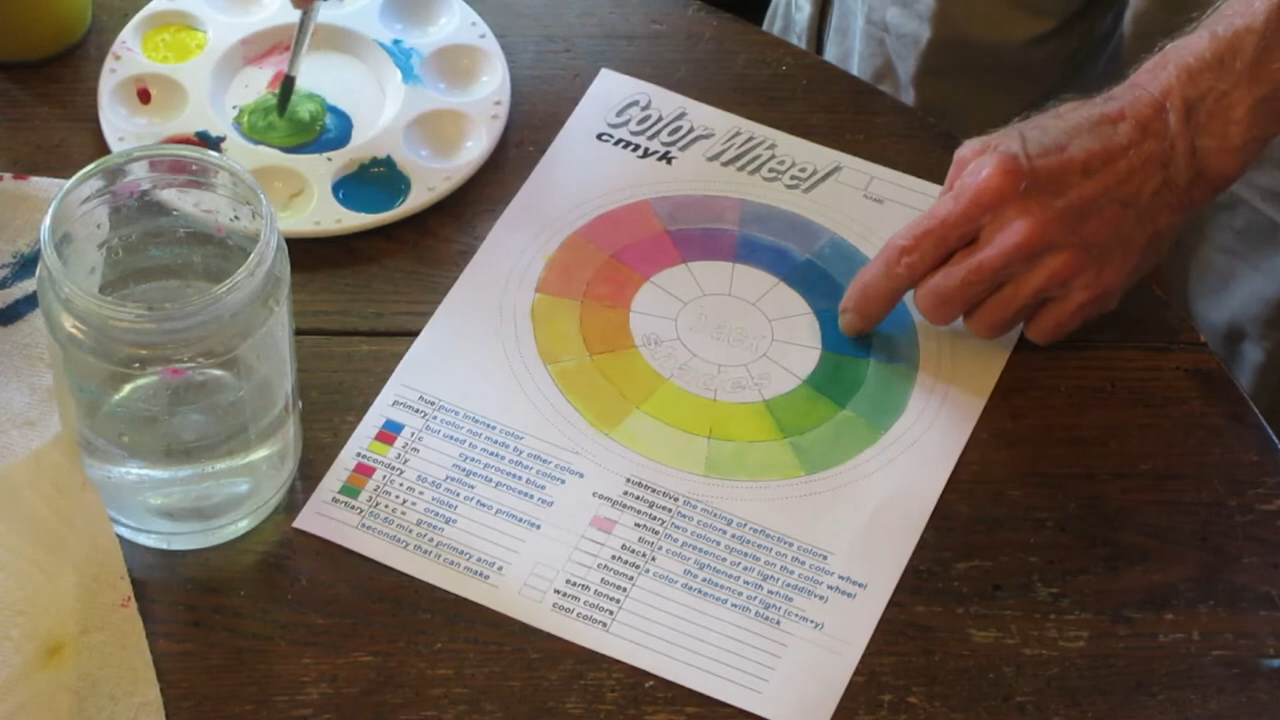 Color Wheel
cmyk
NAME
back
Shades
hue pure intense color
primary a color not made by other colors
but used to make other colors
1 c cyan-process blue
2 m magenta-process red
3 y yellow
secondary 50-50 mix of two primaries
1 c + m = violet
2 m + y = orange
3 y + c = green
tertiary 50-50 mix of a primary and a
secondary that it can make
subtractive the mixing of reflective colors
analogues two colors adjacent on the color wheel
complementary two colors oposite on the color wheel
white the presence of all light (additive)
tint a color lightened with white
black k the absence of light (c+m+y)
shade a color darkened with black
chroma
tones
earth tones
warm colors
cool colors